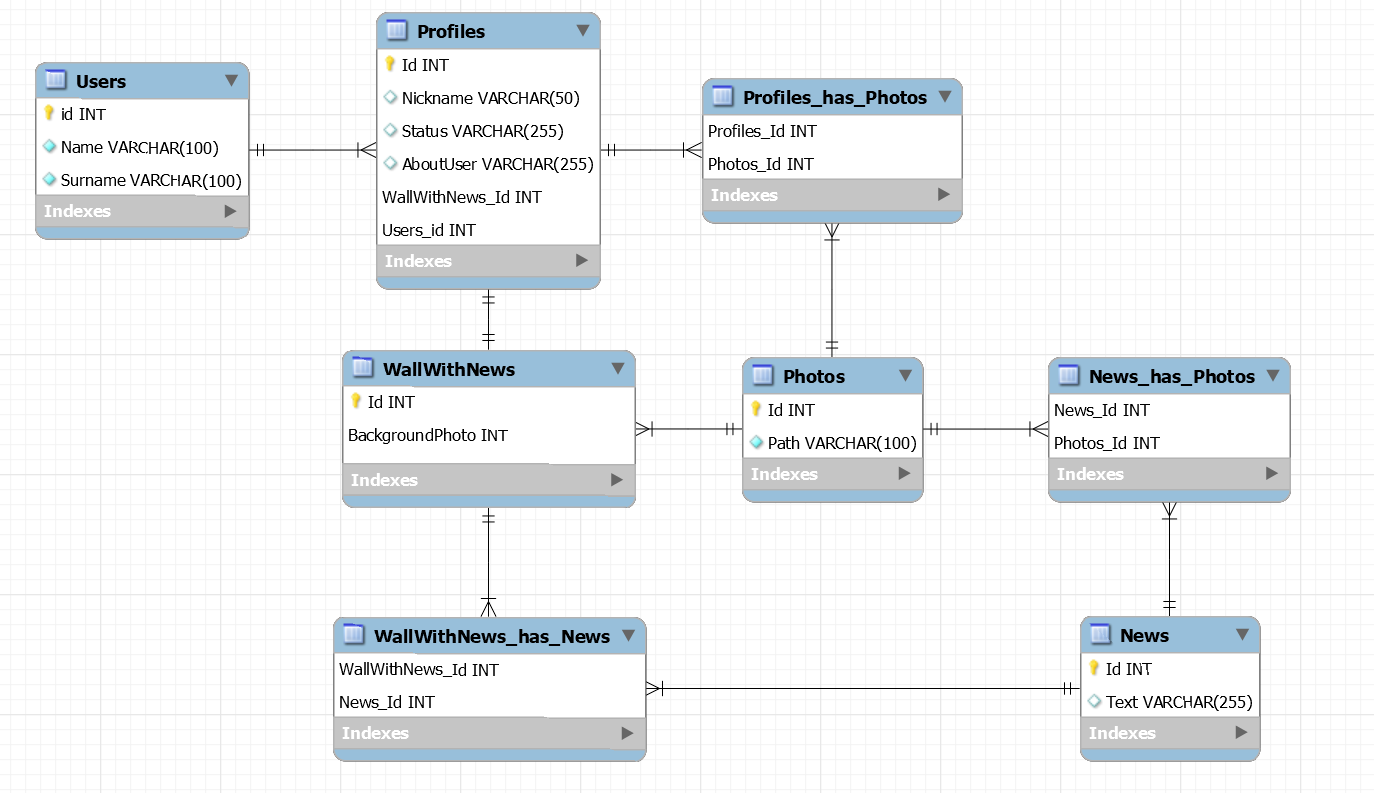 Users
id INT
Name VARCHAR(100)
Surname VARCHAR(100)
Indexes
Profiles
Id INT
Nickname VARCHAR(50)
Status VARCHAR(255)
AboutUser VARCHAR(255)
WallWithNews_Id INT
Users_id INT
Indexes
Profiles_has_Photos
Profiles_Id INT
Photos_Id INT
Indexes
WallWithNews
Id INT
BackgroundPhoto INT
Indexes
Photos
Id INT
Path VARCHAR(100)
Indexes
News_has_Photos
News_Id INT
Photos_Id INT
Indexes
WallWithNews_has_News
WallWithNews_Id INT
News_Id INT
Indexes
News
Id INT
Text VARCHAR(255)
Indexes